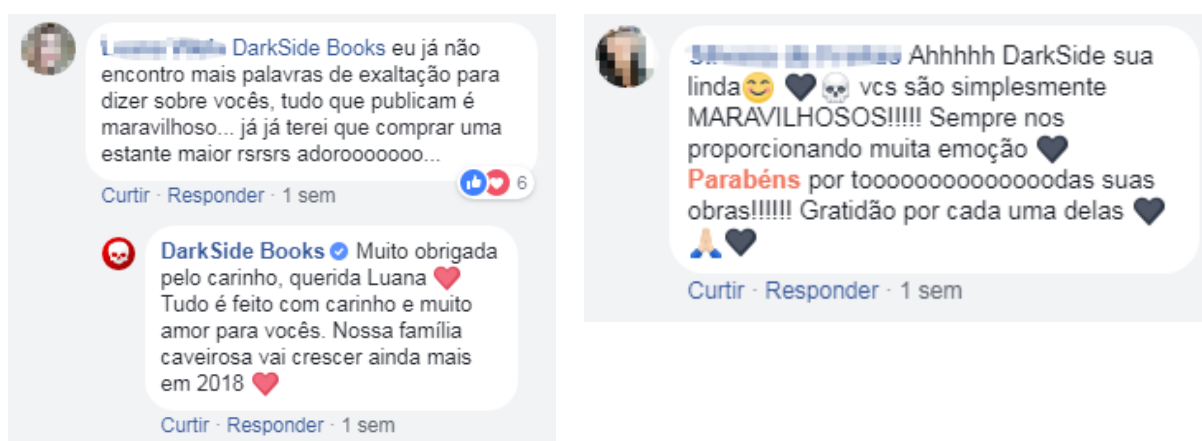 DarkSide Books eu já não
encontro mais palavras de exaltação para
dizer sobre vocês, tudo que publicam é
maravilhoso... já já terei que comprar uma
estante maior rsrsrs adorooooooo...
Curtir · Responder · 1 sem
6
DarkSide Books Muito obrigada
pelo carinho, querida Luana ❤
Tudo é feito com carinho e muito
amor para vocês. Nossa família
caveirosa vai crescer ainda mais
em 2018 ❤
Curtir · Responder · 1 sem
Ahhhhh DarkSide sua
linda😊 🖤💀 vcs são simplesmente
MARAVILHOSOS!!!!! Sempre nos
proporcionando muita emoção 🖤
Parabéns por toooooooooooooodas suas
obras!!!!!! Gratidão por cada uma delas 🖤
🙏🏻🖤
Curtir · Responder · 1 sem